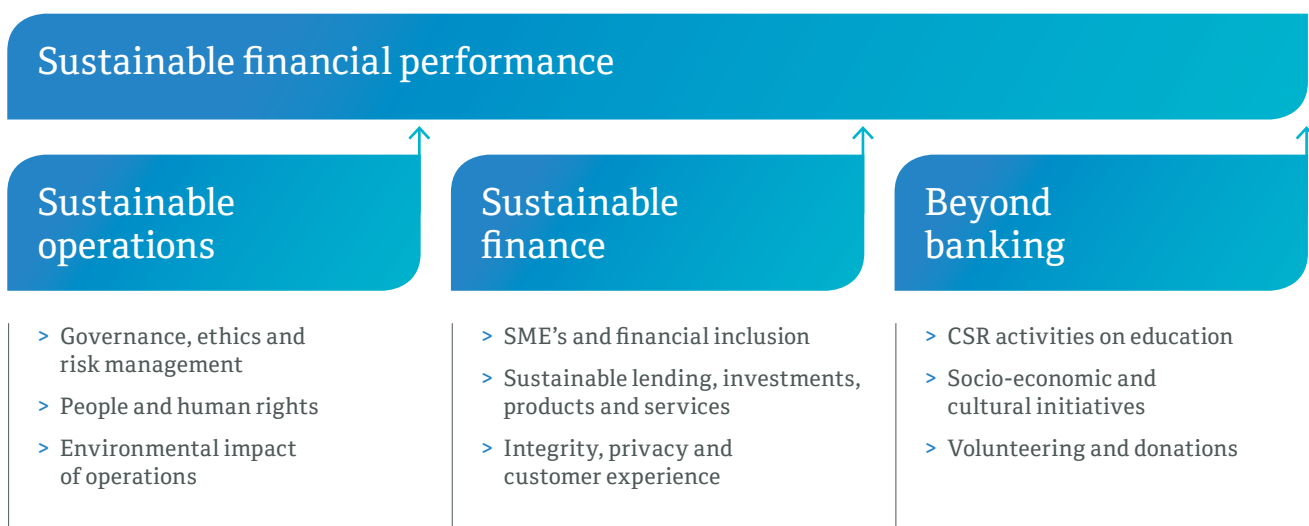 Sustainable financial performance
Sustainable
operations
> Governance, ethics and
risk management
> People and human rights
> Environmental impact
of operations
Sustainable
finance
> SME's and financial inclusion
> Sustainable lending, investments,
products and services
> Integrity, privacy and
customer experience
Beyond
banking
> CSR activities on education
> Socio-economic and
cultural initiatives
> Volunteering and donations